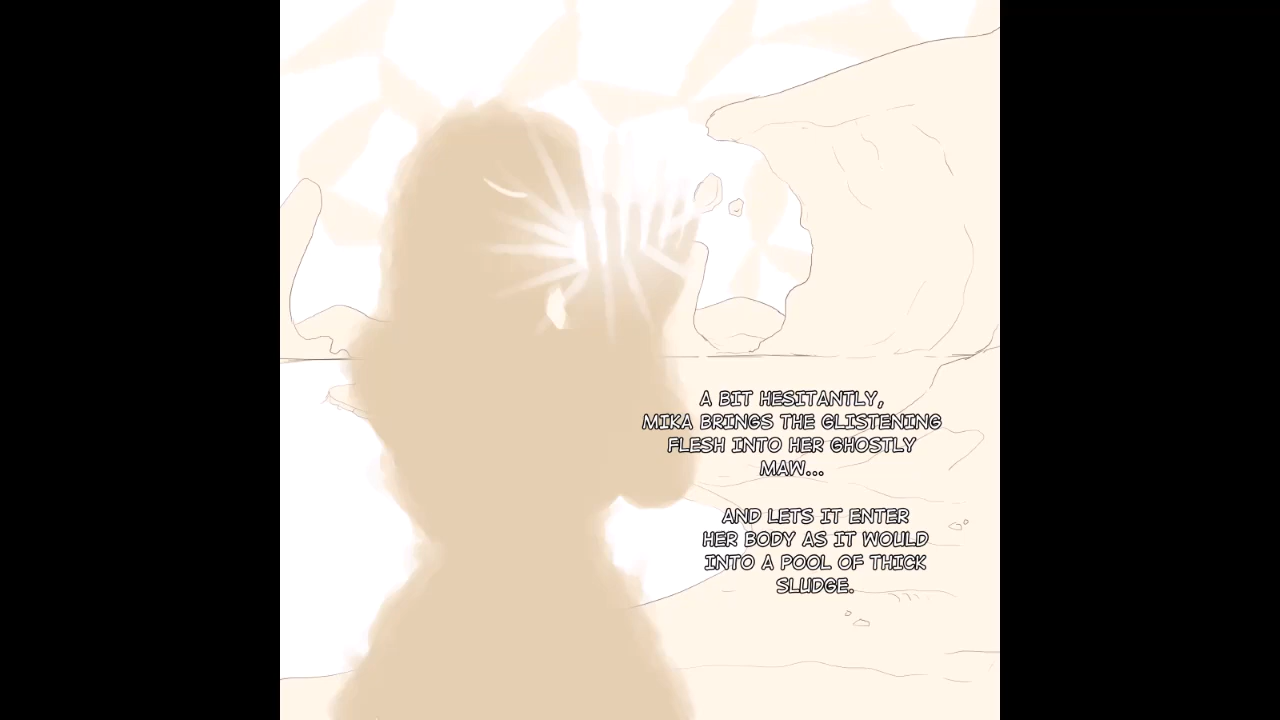 A BIT HESITANTLY,
MIKA BRINGS THE GLISTENING
FLESH INTO HER GHOSTLY
MAW...
AND LETS IT ENTER
HER BODY AS IT WOULD
INTO A POOL OF THICK
SLUDGE.